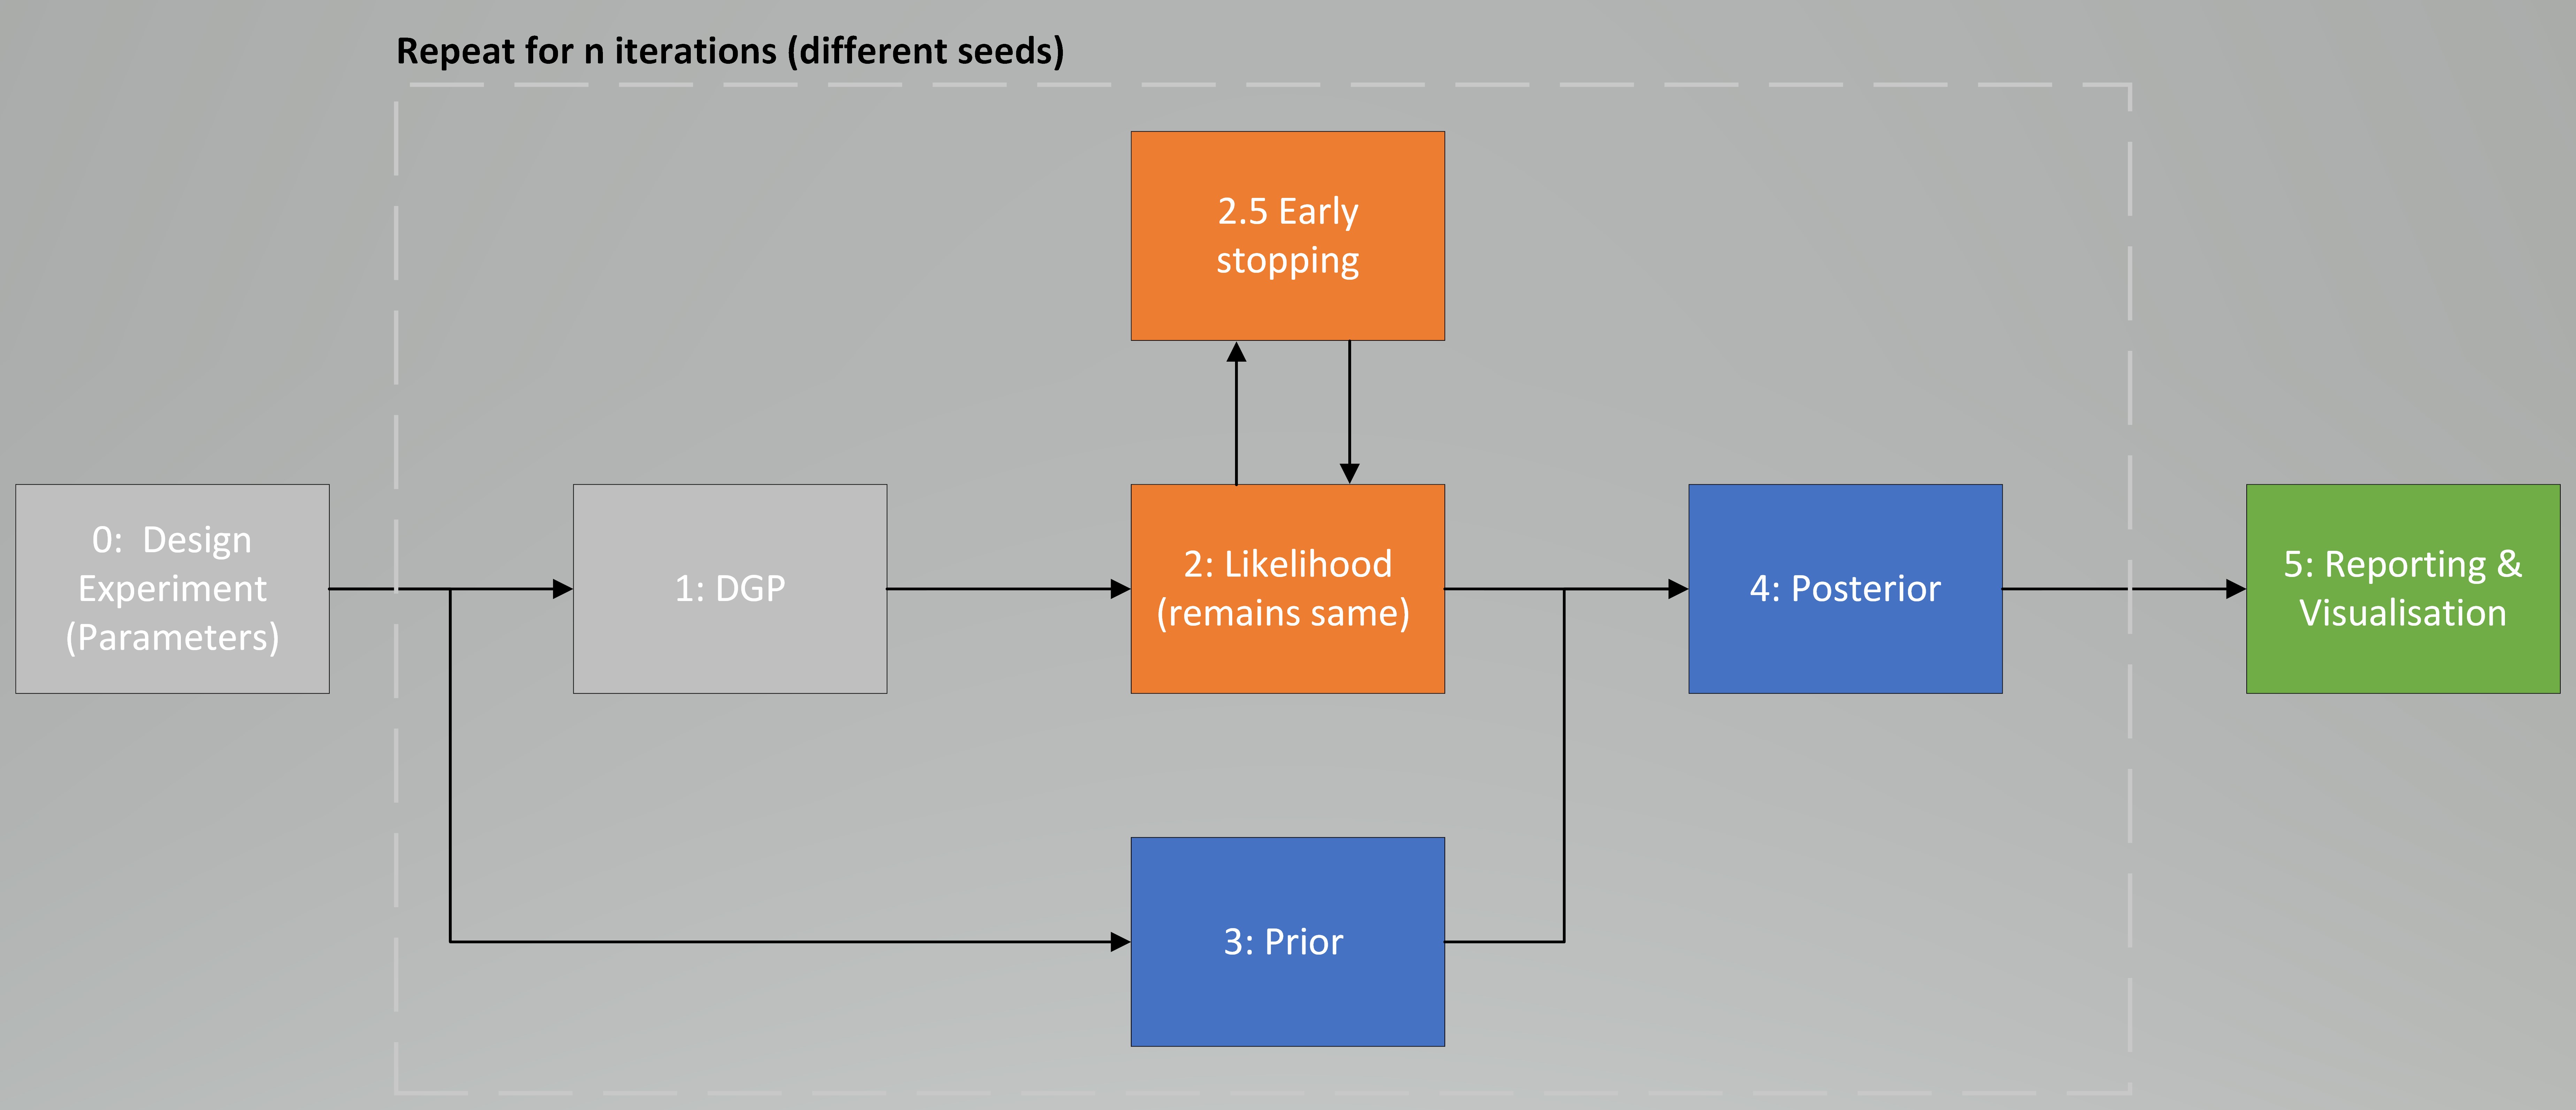 Repeat for n iterations (different seeds)
2.5 Early
stopping
0:  Design
Experiment
(Parameters)
1: DGP
2: Likelihood
(remains same)
4: Posterior
5: Reporting &
Visualisation
3: Prior